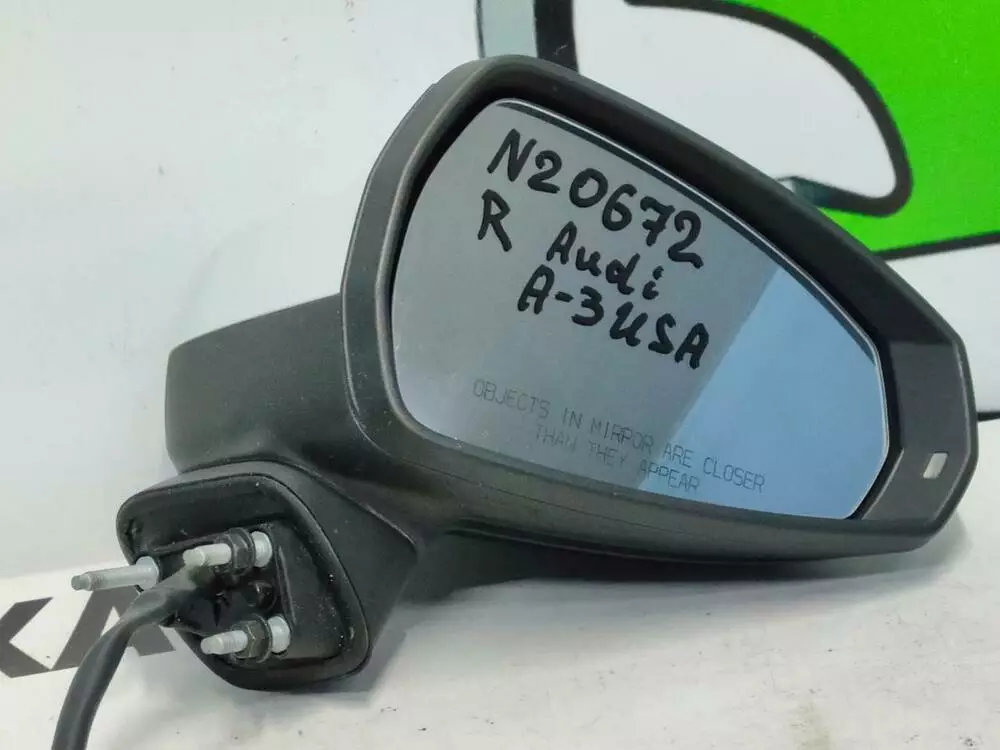 N20672
R Audi
A-3USA
OBJECTS IN MIRROR ARE CLOSER
THAN THEY APPEAR